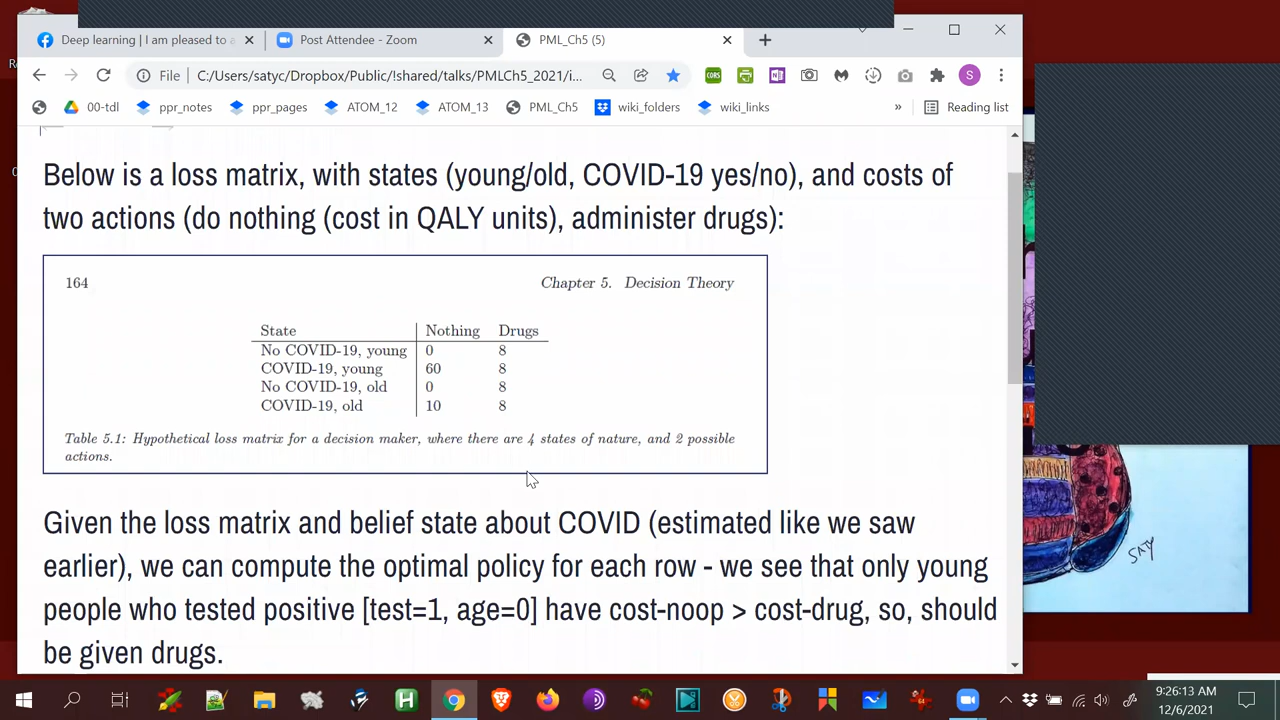 Deep learning | I am pleased to a
Post Attendee - Zoom
PML_Ch5 (5)
File
C:/Users/satyc/Dropbox/Public/!shared/talks/PMLCh5_2021/i...
CORS
S
00-tdl
ppr_notes
ppr_pages
ATOM_12
ATOM_13
PML_Ch5
wiki_folders
wiki_links
»
Reading list
Below is a loss matrix, with states (young/old, COVID-19 yes/no), and costs of
two actions (do nothing (cost in QALY units), administer drugs):
164 Chapter 5. Decision Theory
State Nothing Drugs
No COVID-19, young 0 8
COVID-19, young 60 8
No COVID-19, old 0 8
COVID-19, old 10 8
Table 5.1: Hypothetical loss matrix for a decision maker, where there are 4 states of nature, and 2 possible
actions.
Given the loss matrix and belief state about COVID (estimated like we saw
earlier), we can compute the optimal policy for each row - we see that only young
people who tested positive [test=1, age=0] have cost-noop > cost-drug, so, should
be given drugs.
SATY
9:26:13 AM
12/6/2021